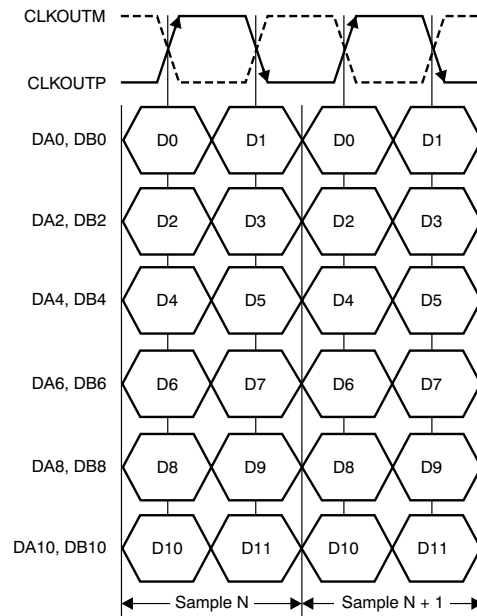 CLKOUTM
CLKOUTP
DA0, DB0 D0 D1 D0 D1
DA2, DB2 D2 D3 D2 D3
DA4, DB4 D4 D5 D4 D5
DA6, DB6 D6 D7 D6 D7
DA8, DB8 D8 D9 D8 D9
DA10, DB10 D10 D11 D10 D11
Sample N Sample N + 1